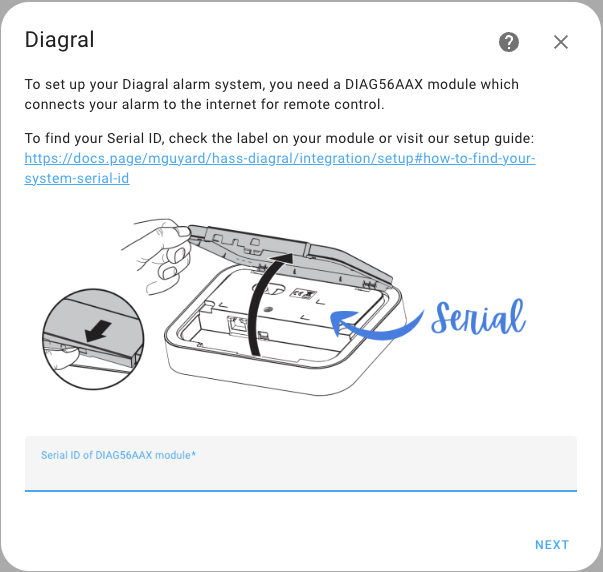 Diagral
To set up your Diagral alarm system, you need a DIAG56AAX module which
connects your alarm to the internet for remote control.
To find your Serial ID, check the label on your module or visit our setup guide:
https://docs.page/mguyard/hass-diagral/integration/setup#how-to-find-your-
system-serial-id
Serial
Serial ID of DIAG56AAX module*
NEXT